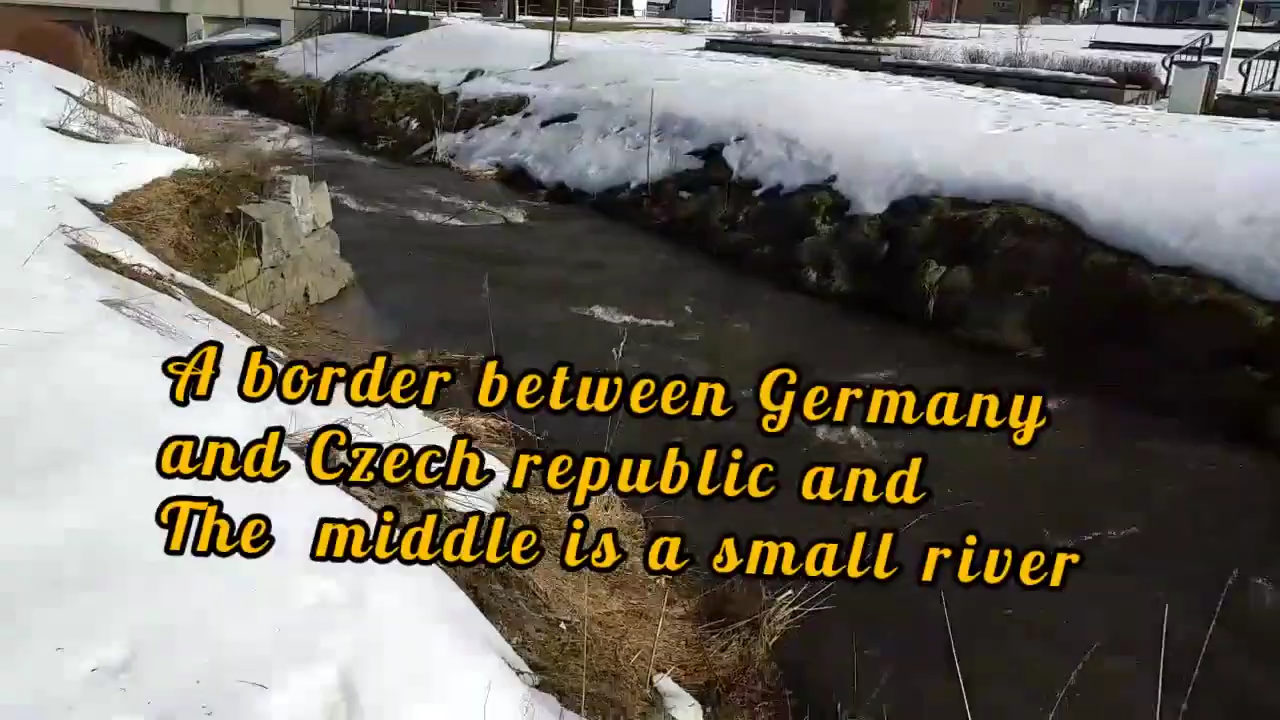 A border between Germany
and Czech republic and
The middle is a small river